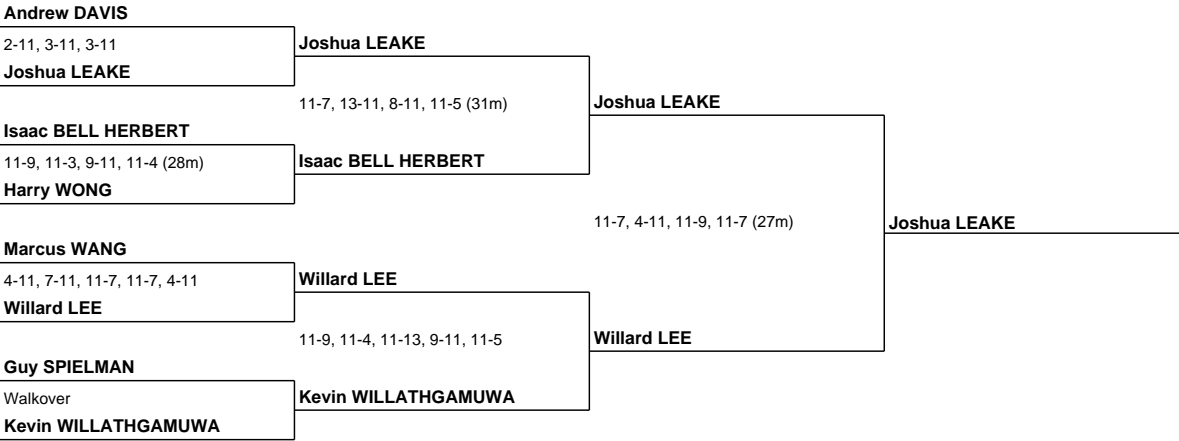 Andrew DAVIS
2-11, 3-11, 3-11
Joshua LEAKE
Joshua LEAKE
11-7, 13-11, 8-11, 11-5 (31m)
Joshua LEAKE
Isaac BELL HERBERT
11-9, 11-3, 9-11, 11-4 (28m)
Isaac BELL HERBERT
Harry WONG
11-7, 4-11, 11-9, 11-7 (27m)
Joshua LEAKE
Marcus WANG
4-11, 7-11, 11-7, 11-7, 4-11
Willard LEE
Willard LEE
11-9, 11-4, 11-13, 9-11, 11-5
Willard LEE
Guy SPIELMAN
Walkover
Kevin WILLATHGAMUWA
Kevin WILLATHGAMUWA